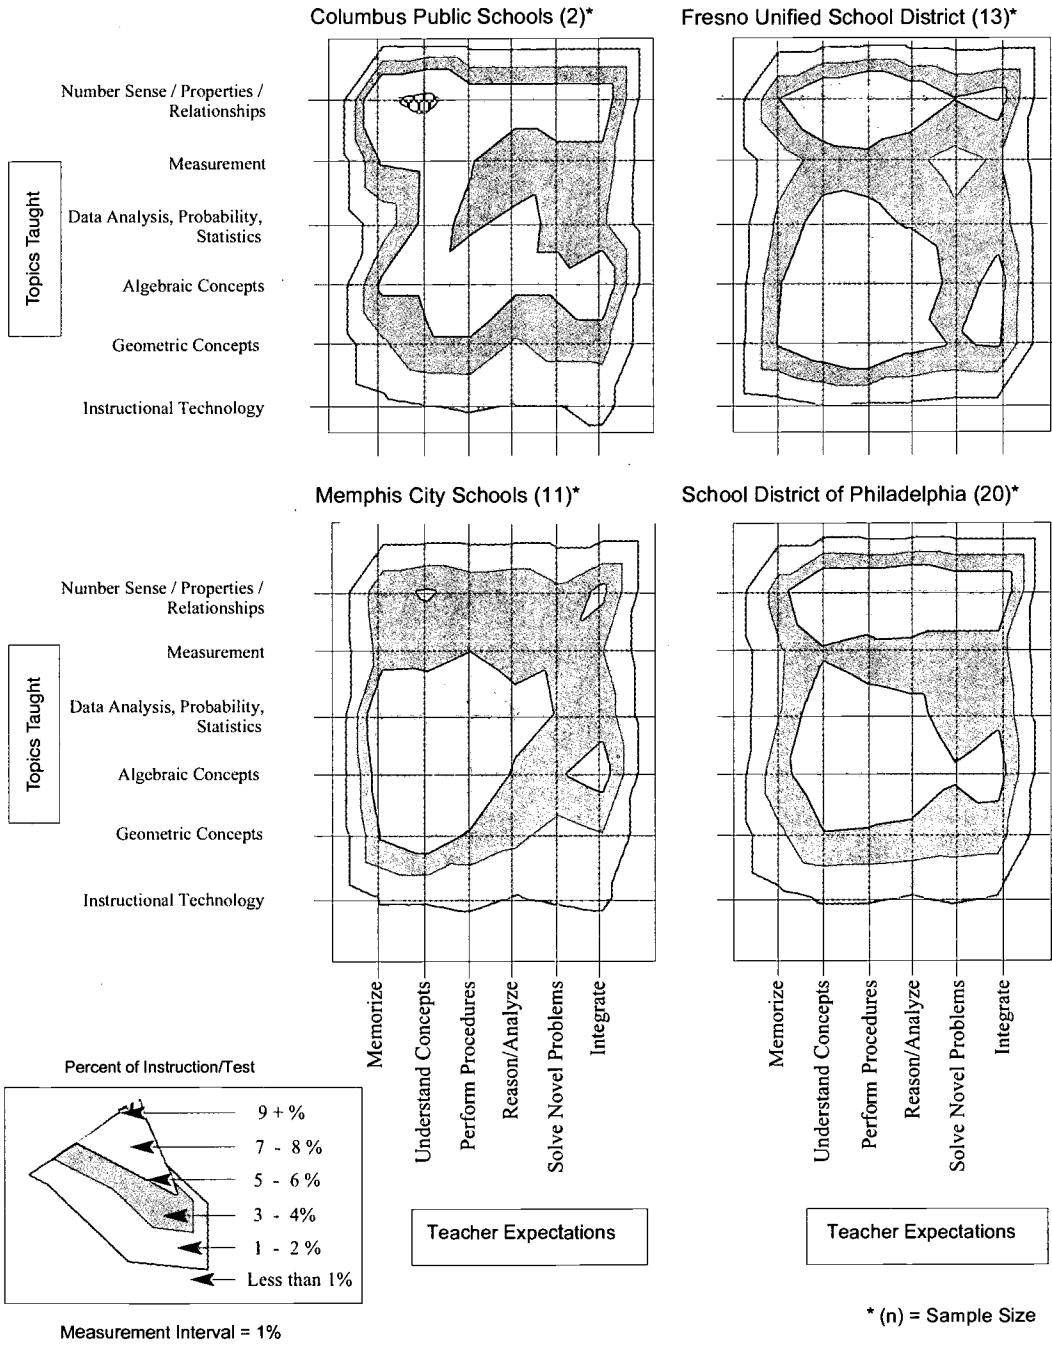 Columbus Public Schools (2)*
Fresno Unified School District (13)*
Number Sense / Properties /
Relationships
Measurement
Data Analysis, Probability,
Statistics
Algebraic Concepts
Geometric Concepts
Instructional Technology
Topics Taught
Memphis City Schools (11)*
School District of Philadelphia (20)*
Number Sense / Properties /
Relationships
Measurement
Data Analysis, Probability,
Statistics
Algebraic Concepts
Geometric Concepts
Instructional Technology
Topics Taught
Memorize
Understand Concepts
Perform Procedures
Reason/Analyze
Solve Novel Problems
Integrate
Memorize
Understand Concepts
Perform Procedures
Reason/Analyze
Solve Novel Problems
Integrate
Teacher Expectations
Teacher Expectations
Percent of Instruction/Test
9 + %
7 - 8 %
5 - 6 %
3 - 4%
1 - 2 %
Less than 1%
Measurement Interval = 1%
* (n) = Sample Size